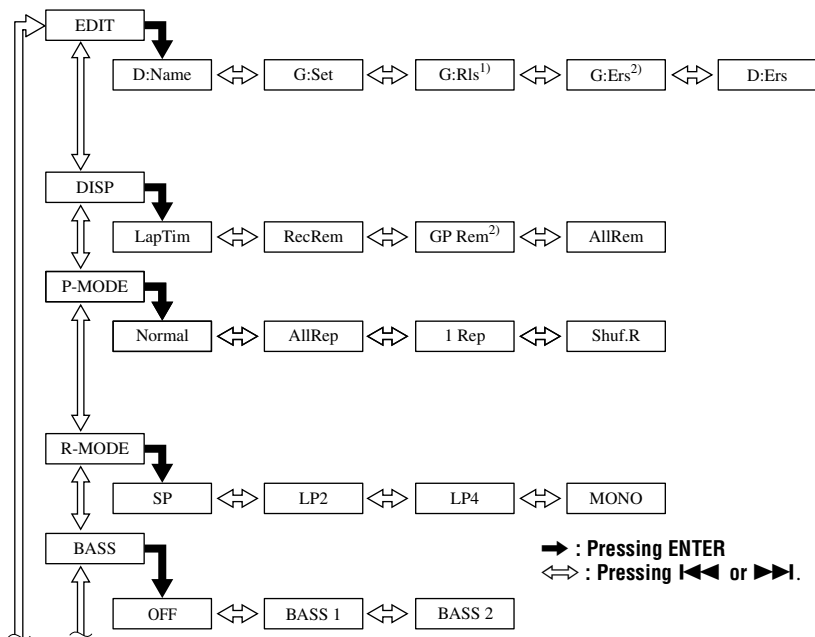 EDIT
D:Name G:Set G:Rls1) G:Ers2) D:Ers
DISP
LapTim RecRem GP Rem2) AllRem
P-MODE
Normal AllRep 1 Rep Shuf.R
R-MODE
SP LP2 LP4 MONO
BASS
OFF BASS 1 BASS 2
: Pressing ENTER
: Pressing or .